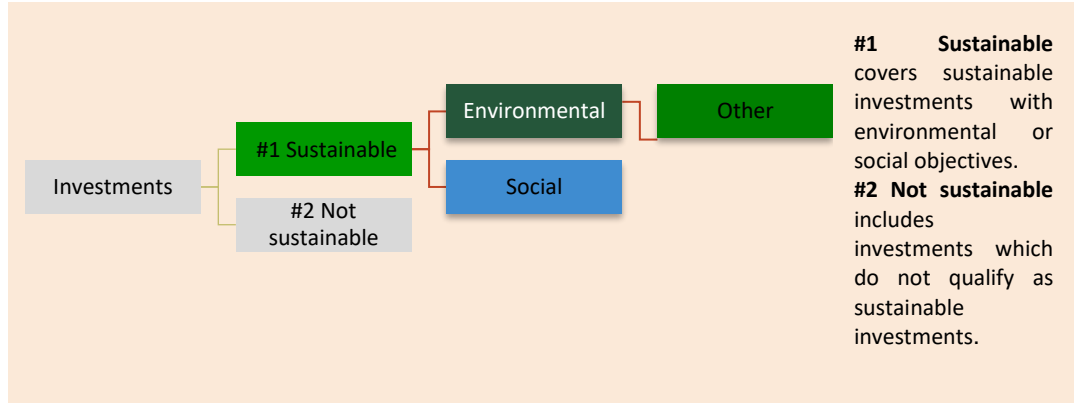 Investments
#1 Sustainable
#2 Not
sustainable
Environmental
Social
Other
#1 Sustainable
covers sustainable
investments with
environmental or
social objectives.
#2 Not sustainable
includes
investments which
do not qualify as
sustainable
investments.